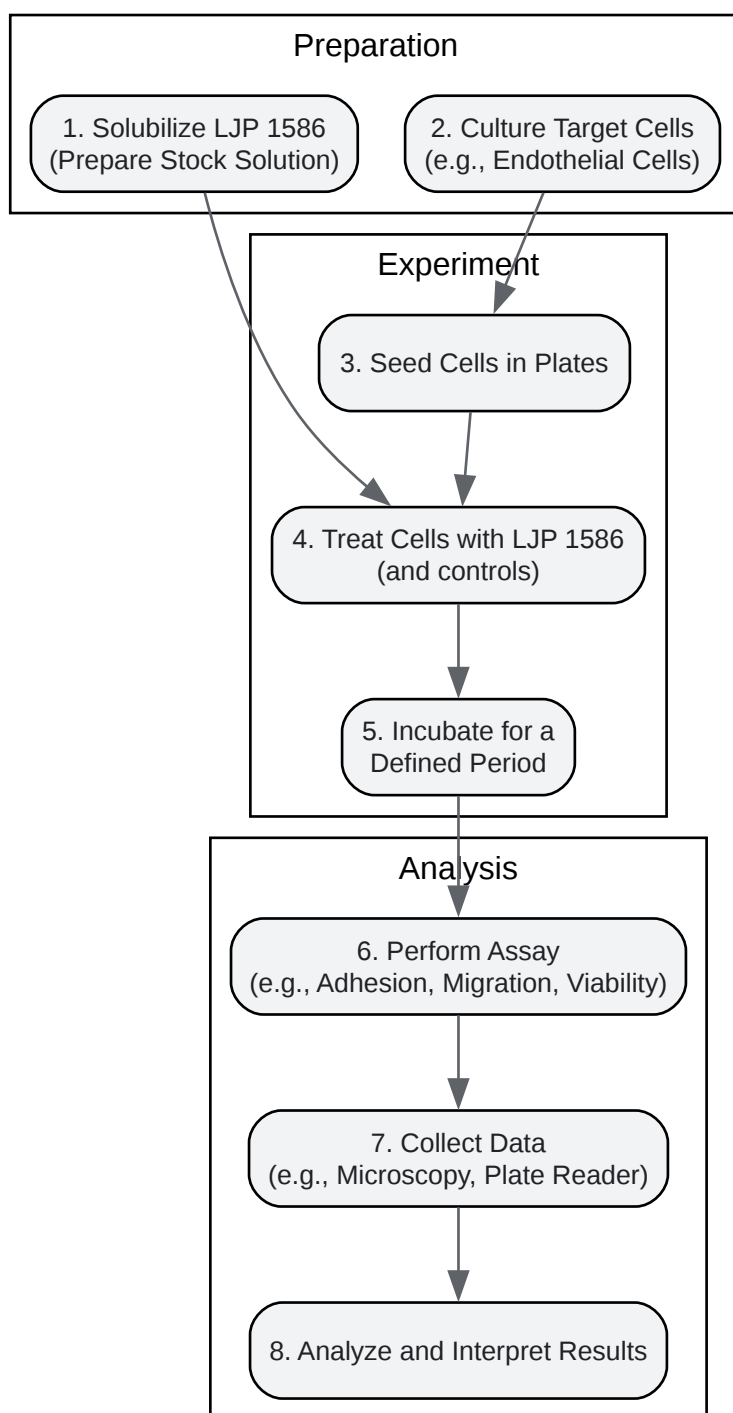 Preparation
1. Solubilize LJP 1586
(Prepare Stock Solution)
2. Culture Target Cells
(e.g., Endothelial Cells)
Experiment
3. Seed Cells in Plates
4. Treat Cells with LJP 1586
(and controls)
5. Incubate for a
Defined Period
Analysis
6. Perform Assay
(e.g., Adhesion, Migration, Viability)
7. Collect Data
(e.g., Microscopy, Plate Reader)
8. Analyze and Interpret Results